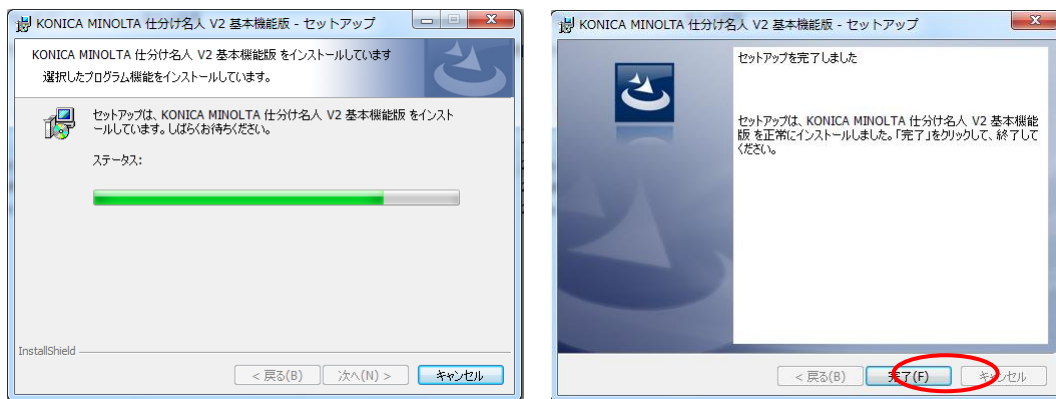 KONICA MINOLTA 仕分け名人 V2 基本機能版 - セットアップ
KONICA MINOLTA 仕分け名人 V2 基本機能版 をインストールしています
選択したプログラム機能をインストールしています。
セットアップは、KONICA MINOLTA 仕分け名人 V2 基本機能版 をインスト
ールしています。しばらくお待ちください。
ステータス:
InstallShield
< 戻る(B)
次へ(N) >
キャンセル
KONICA MINOLTA 仕分け名人 V2 基本機能版 - セットアップ
セットアップを完了しました
セットアップは、KONICA MINOLTA 仕分け名人 V2 基本機能
版 を正常にインストールしました。「完了」をクリックして、終了して
ください。
< 戻る(B)
完了(F)
キャンセル